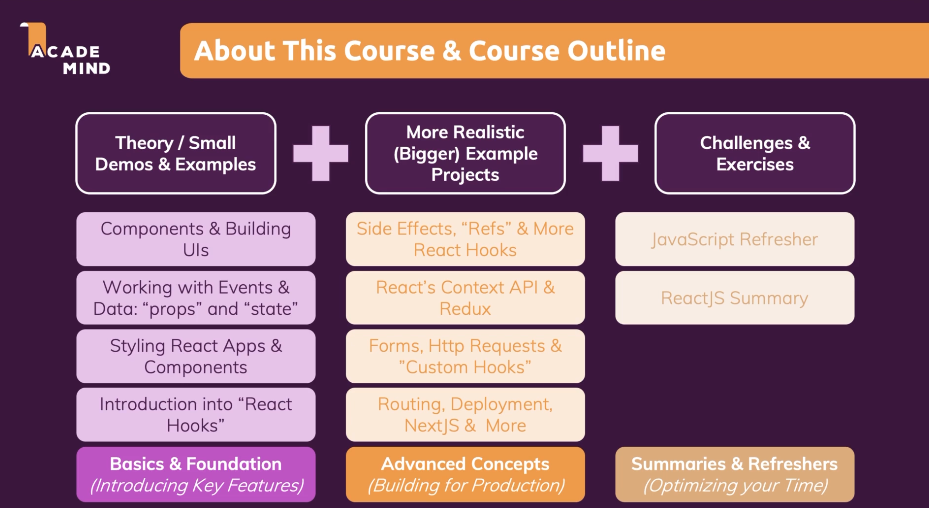 ACADE
MIND
About This Course & Course Outline
Theory / Small
Demos & Examples
More Realistic
(Bigger) Example
Projects
Challenges &
Exercises
Components & Building
UIs
Working with Events &
Data: “props” and “state”
Styling React Apps &
Components
Introduction into “React
Hooks”
Basics & Foundation
(Introducing Key Features)
Side Effects, “Refs” & More
React Hooks
React’s Context API &
Redux
Forms, Http Requests &
”Custom Hooks”
Routing, Deployment,
NextJS & More
Advanced Concepts
(Building for Production)
JavaScript Refresher
ReactJS Summary
Summaries & Refreshers
(Optimizing your Time)